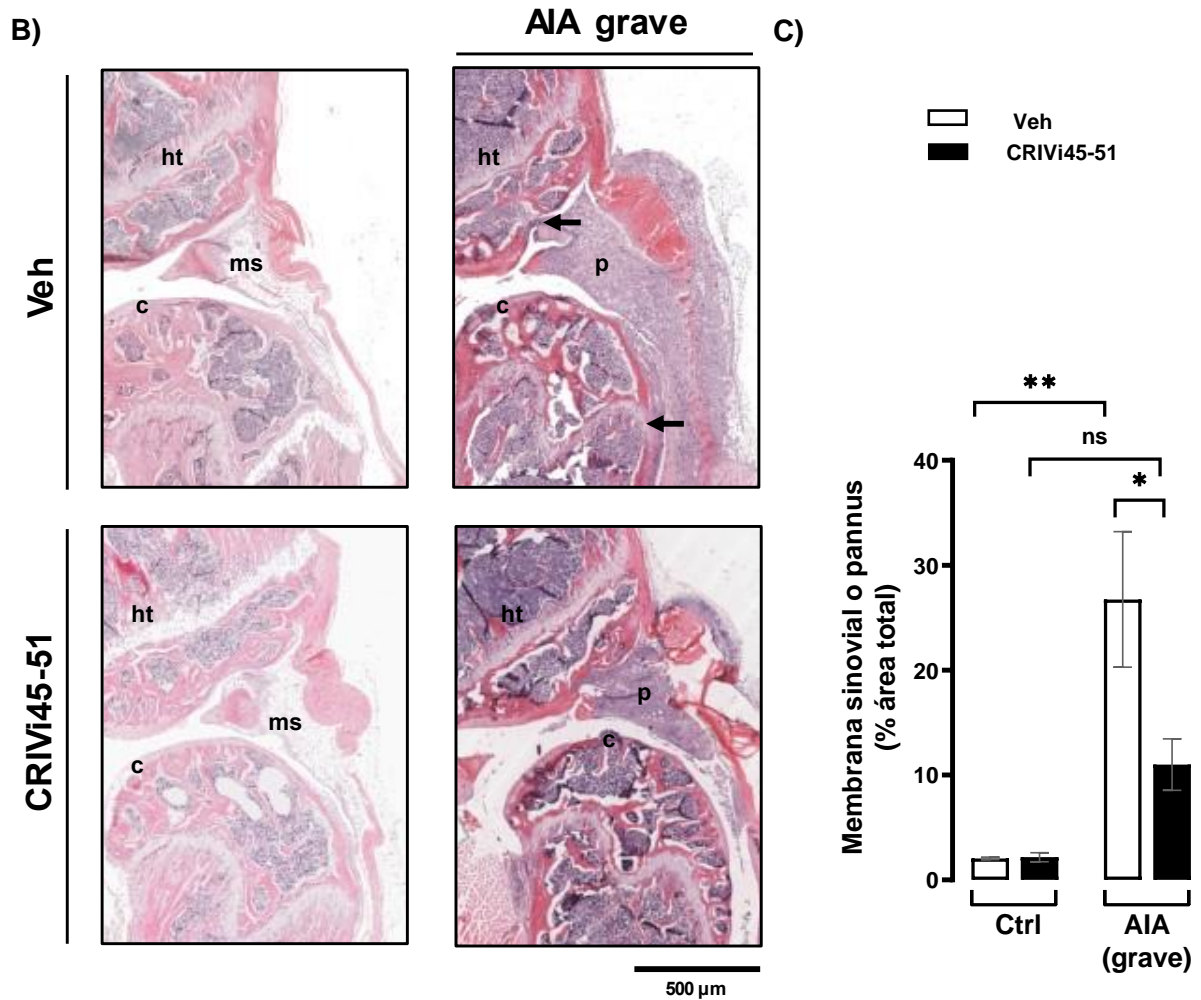 B)
AIA grave
C)
Veh
ht
ms
c
ht
p
c
CRIVi45-51
ht
ms
c
ht
p
c
500 µm
Veh
CRIVi45-51
**
ns
*
Membrana sinovial o pannus
(% área total)
40
30
20
10
0
Ctrl
AIA
(grave)